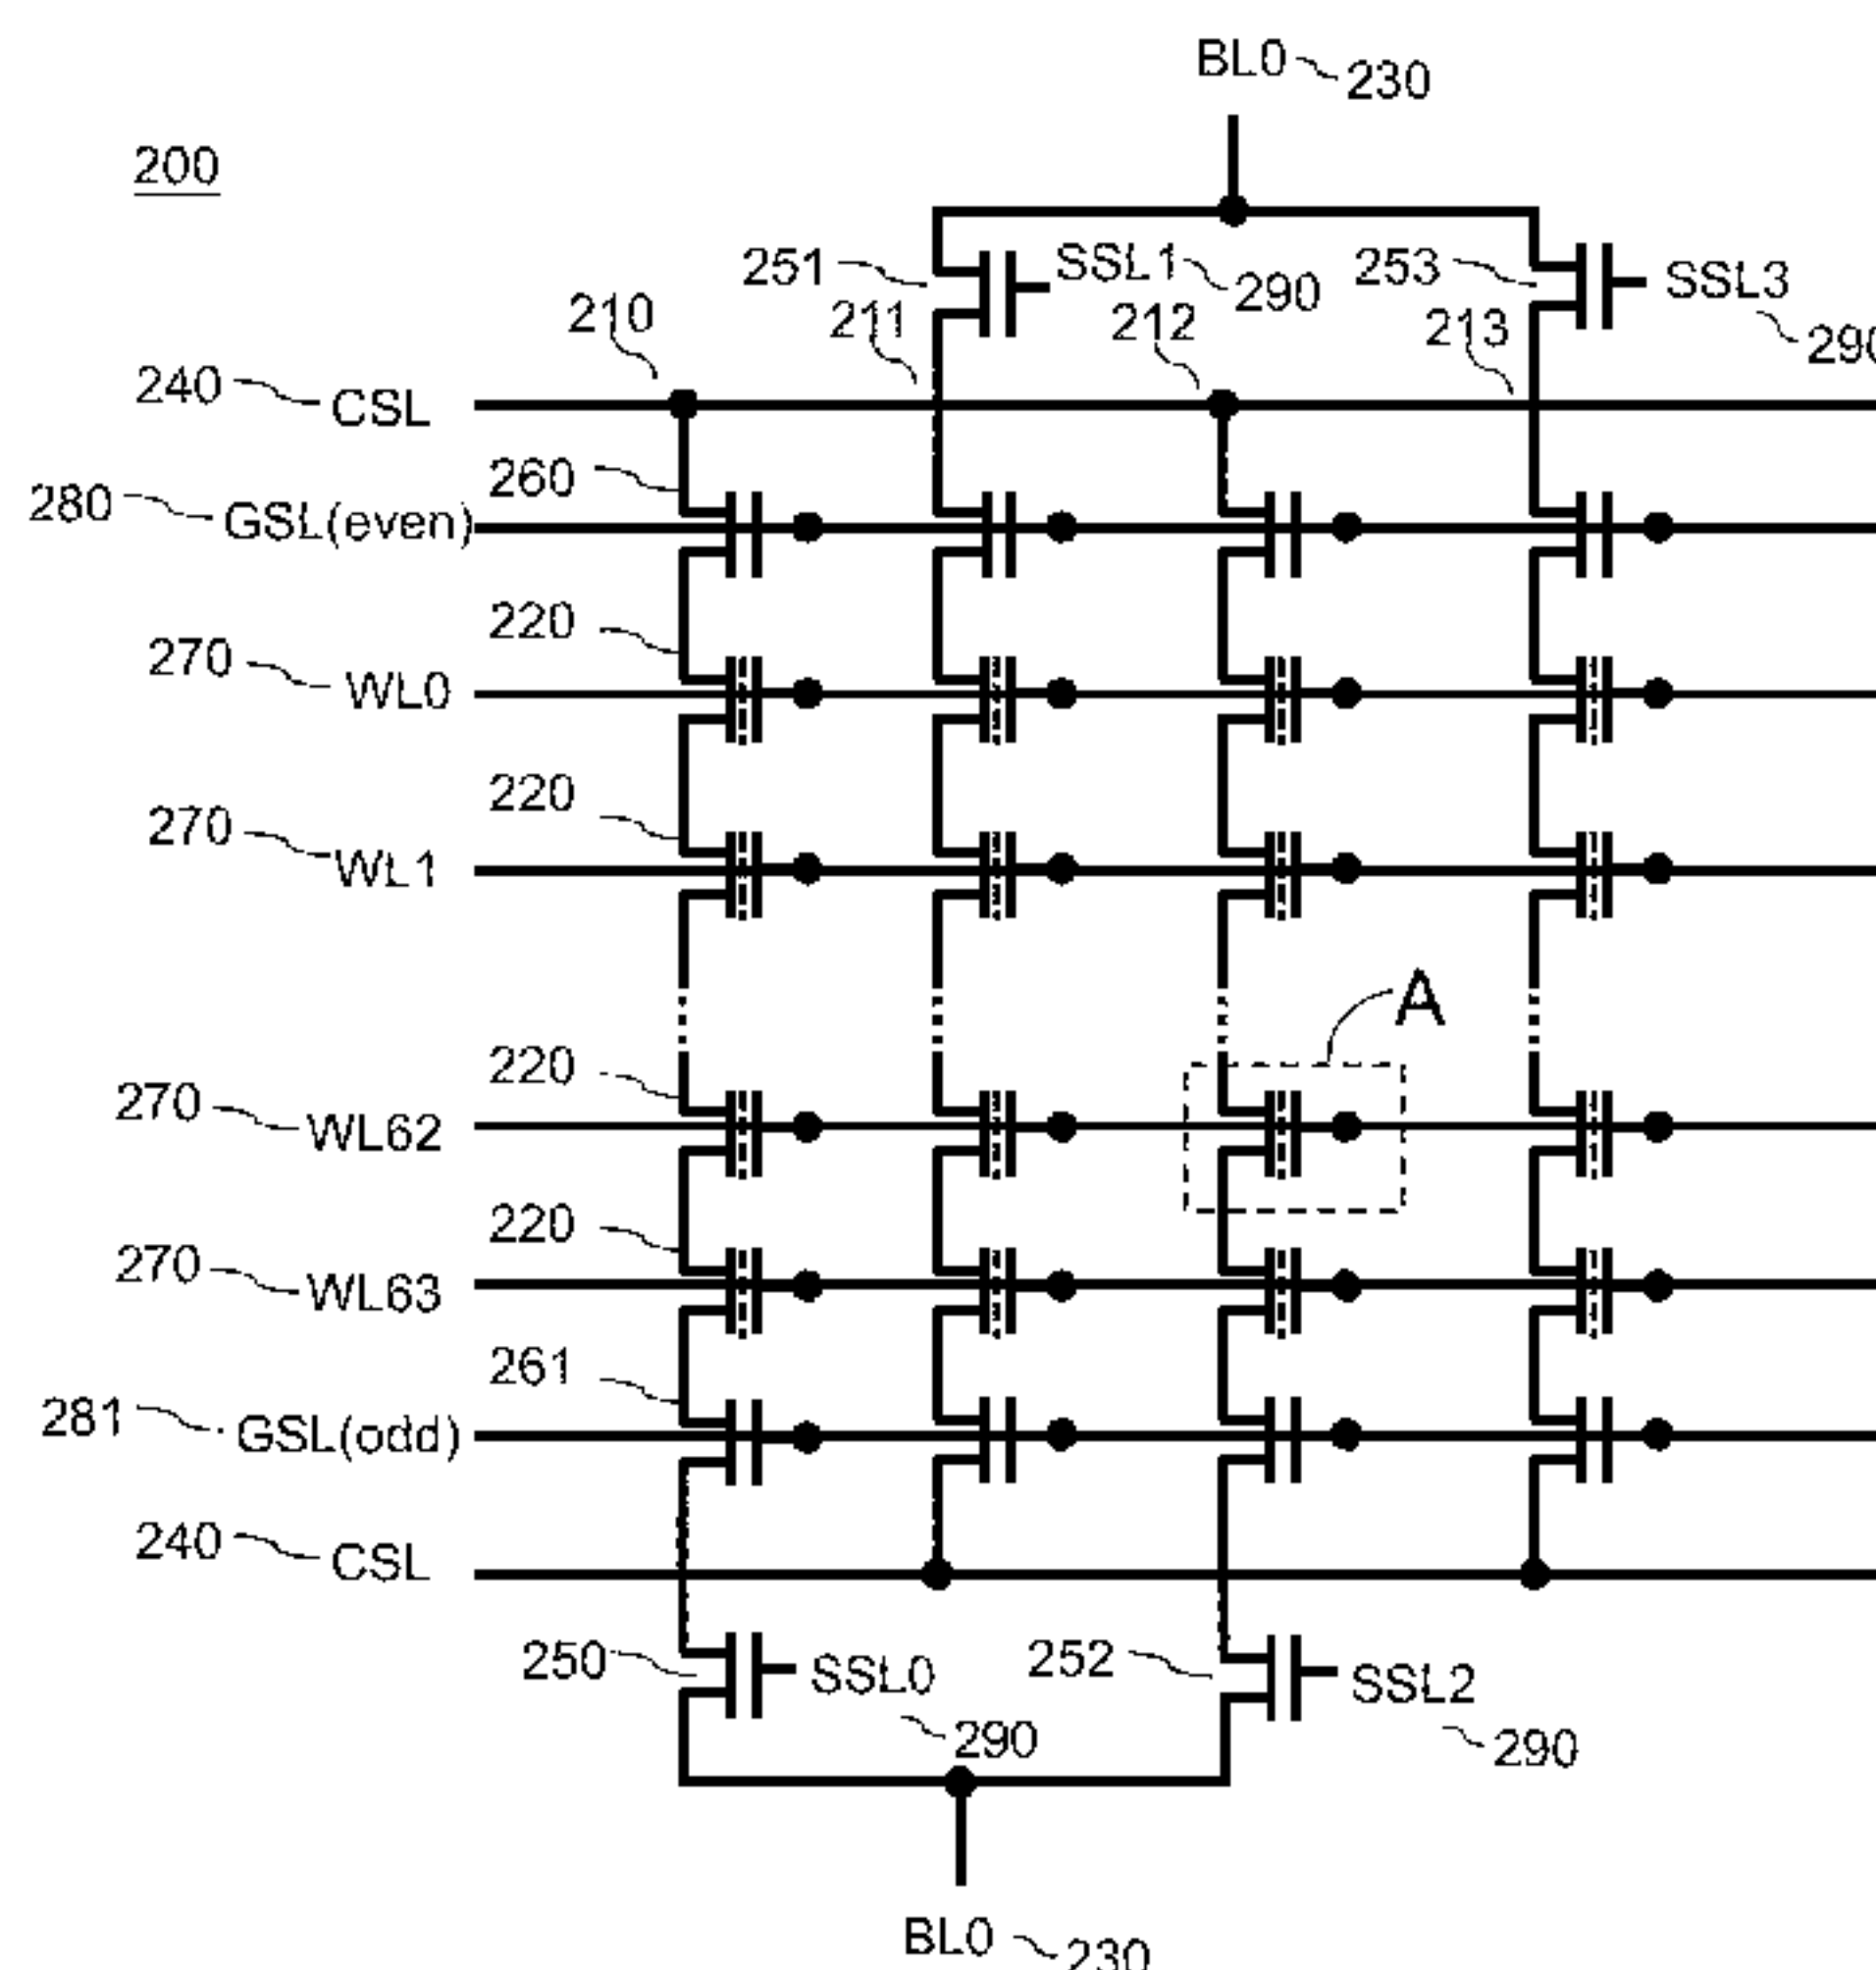 BL0 230
200
251 SSL1 290 253 SSL3
210 211 212 213 290
240 CSL
260
280 GSL(even)
220
270 WL0
220
270 WL1
A
220
270 WL62
220
270 WL63
261
281 GSL(odd)
240 CSL
250 SSL0 252 SSL2
290 290
BL0 230